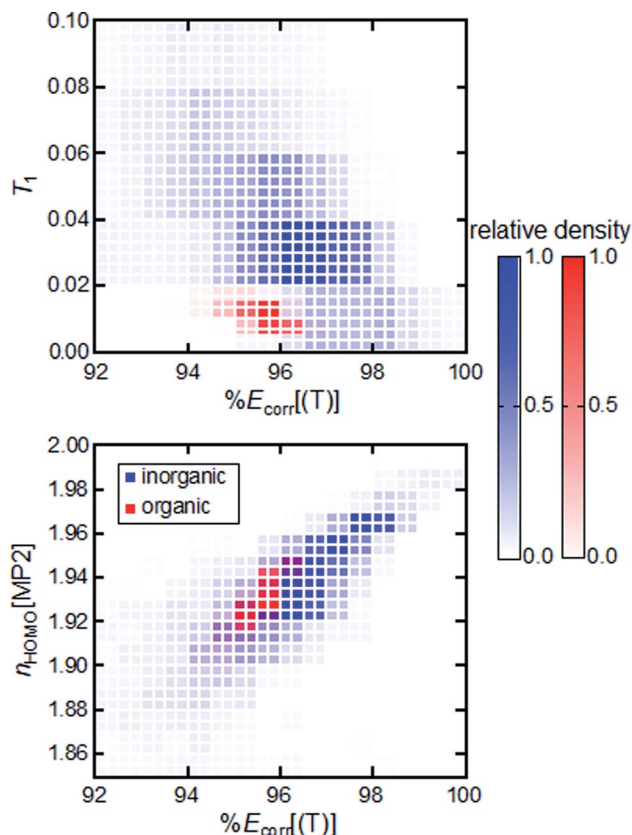 0.10
0.08
T1
0.06
0.04
0.02
0.00
92 94 96 98 100
%Ecorr[(T)]
relative density
1.0 1.0
0.5 0.5
0.0 0.0
2.00
inorganic
organic
1.98
1.96
nHOMO[MP2]
1.94
1.92
1.90
1.88
1.86
92 94 96 98 100
%Ecorr[(T)]